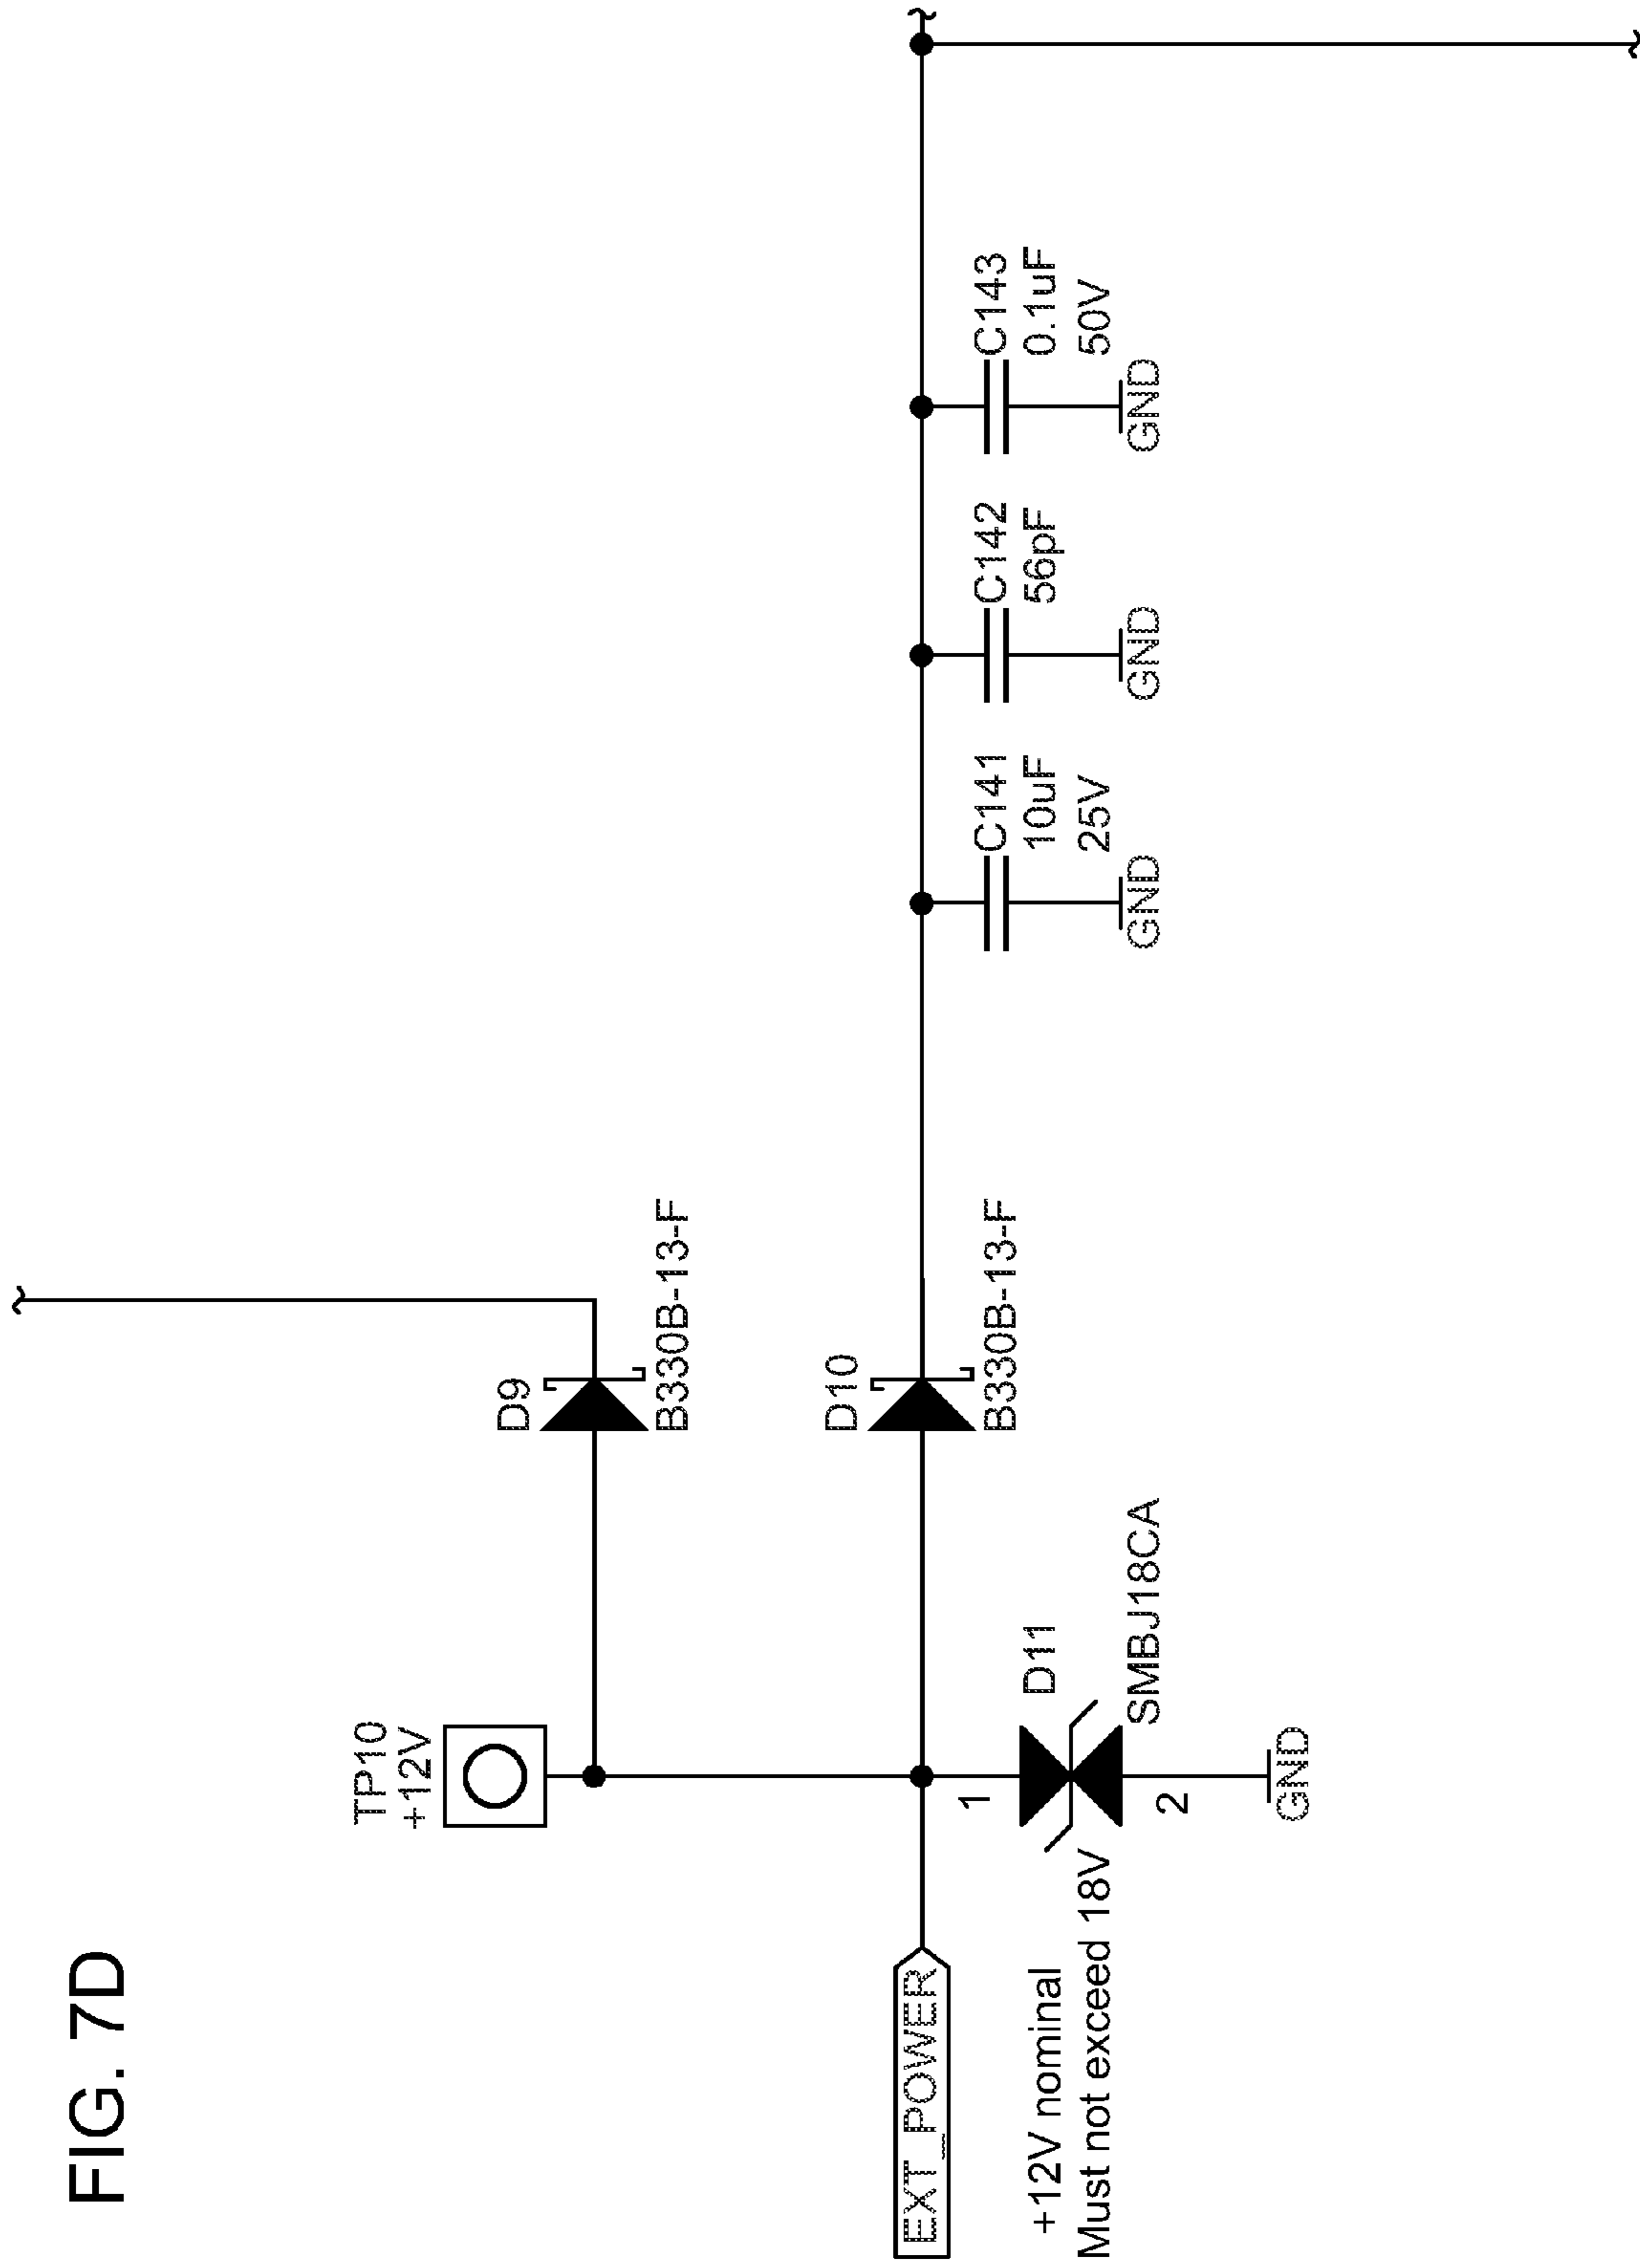 FIG. 7D
TP10
+12V
D9
B330B-13-F
D10
B330B-13-F
EXT_POWER
+12V nominal
Must not exceed 18V
1
2
D11
SMBJ18CA
GND
C141
10uF
25V
GND
C142
56pF
GND
C143
0.1uF
50V
GND